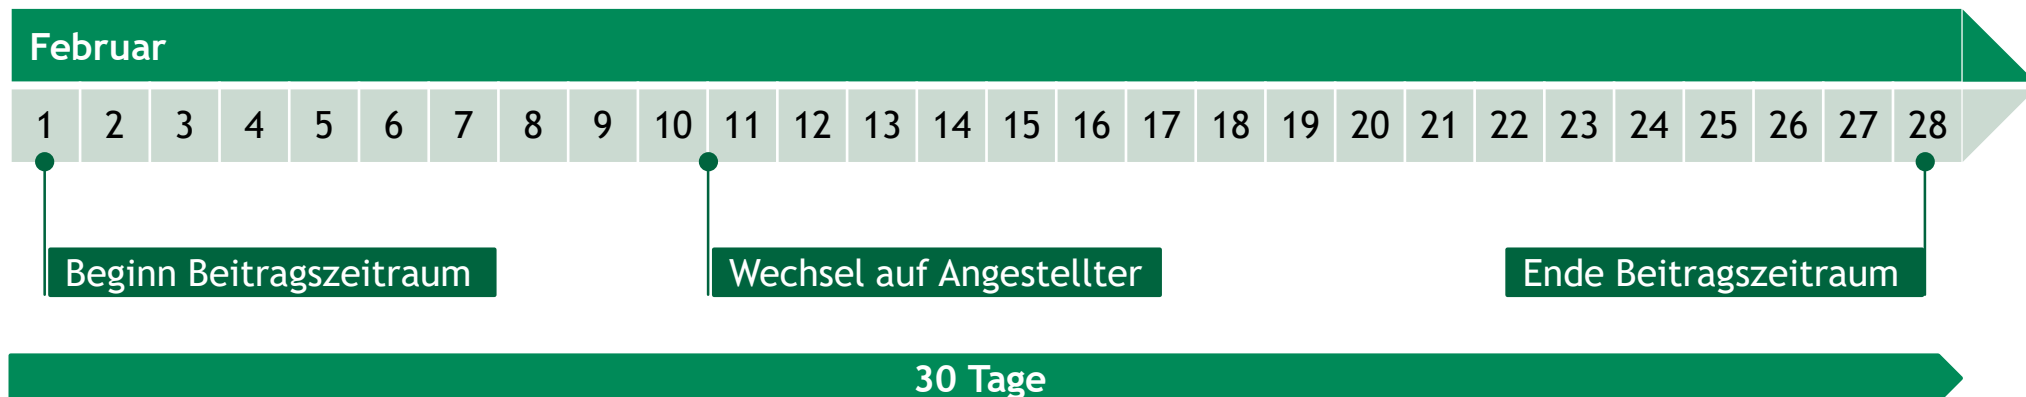 Februar
1 2 3 4 5 6 7 8 9 10 11 12 13 14 15 16 17 18 19 20 21 22 23 24 25 26 27 28
Beginn Beitragszeitraum Wechsel auf Angestellter Ende Beitragszeitraum
30 Tage